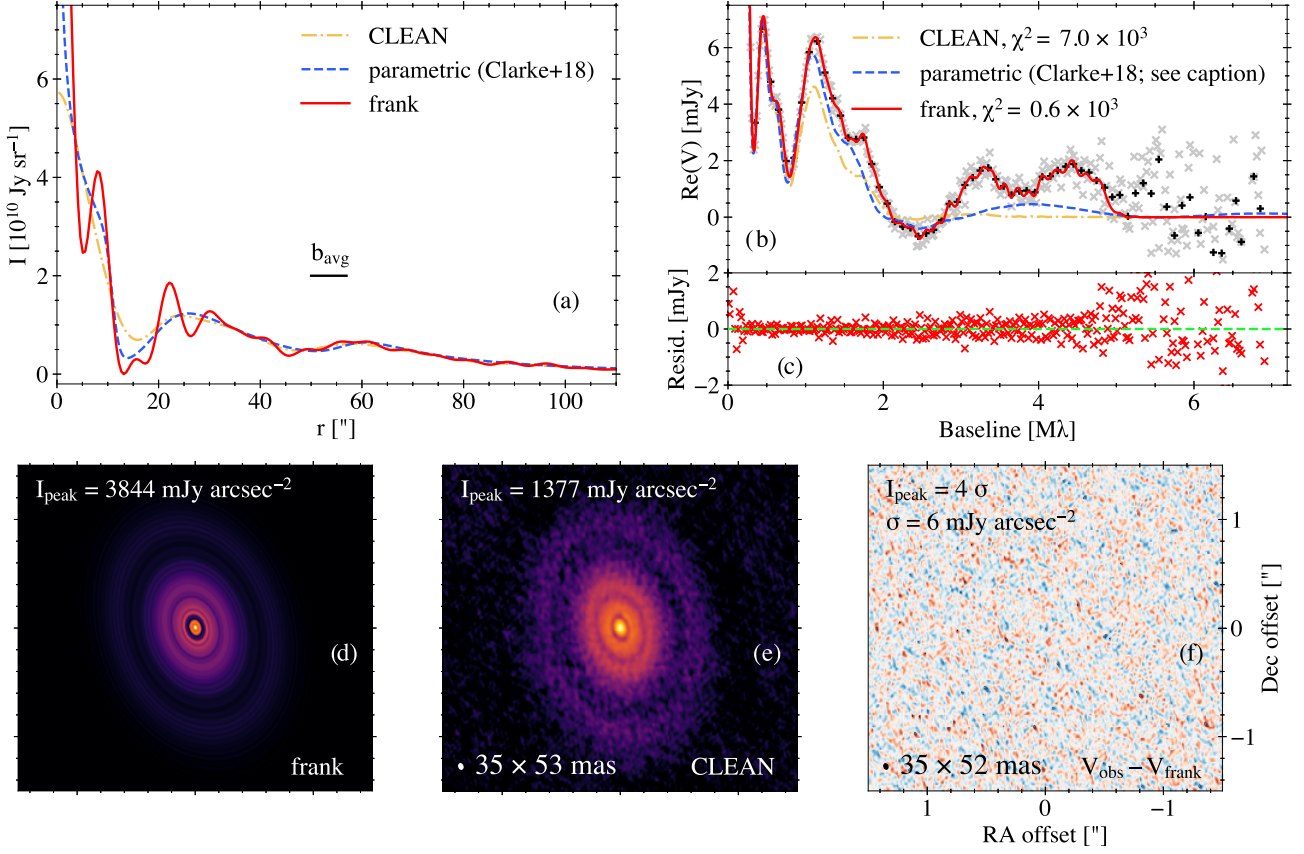 CLEAN
parametric (Clarke+18)
frank
b_avg
(a)
I [10¹⁰ Jy sr⁻¹]
6
4
2
0
0 20 40 60 80 100
r ["]
CLEAN, χ² = 7.0 × 10³
parametric (Clarke+18; see caption)
frank, χ² = 0.6 × 10³
(b)
Re(V) [mJy]
6
4
2
0
(c)
Resid. [mJy]
2
0
−2
0 2 4 6
Baseline [Mλ]
I_peak = 3844 mJy arcsec⁻²
(d)
frank
I_peak = 1377 mJy arcsec⁻²
(e)
35 × 53 mas
CLEAN
I_peak = 4 σ
σ = 6 mJy arcsec⁻²
(f)
35 × 52 mas
V_obs − V_frank
1
0
−1
Dec offset ["]
1 0 −1
RA offset ["]